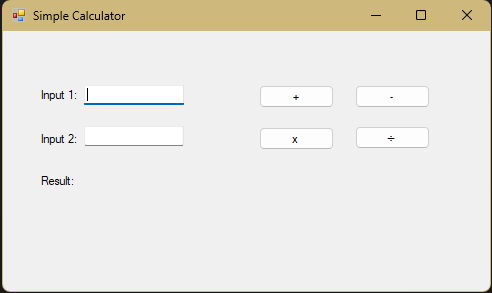 Simple Calculator
Input 1:
+ -
Input 2:
x ÷
Result: